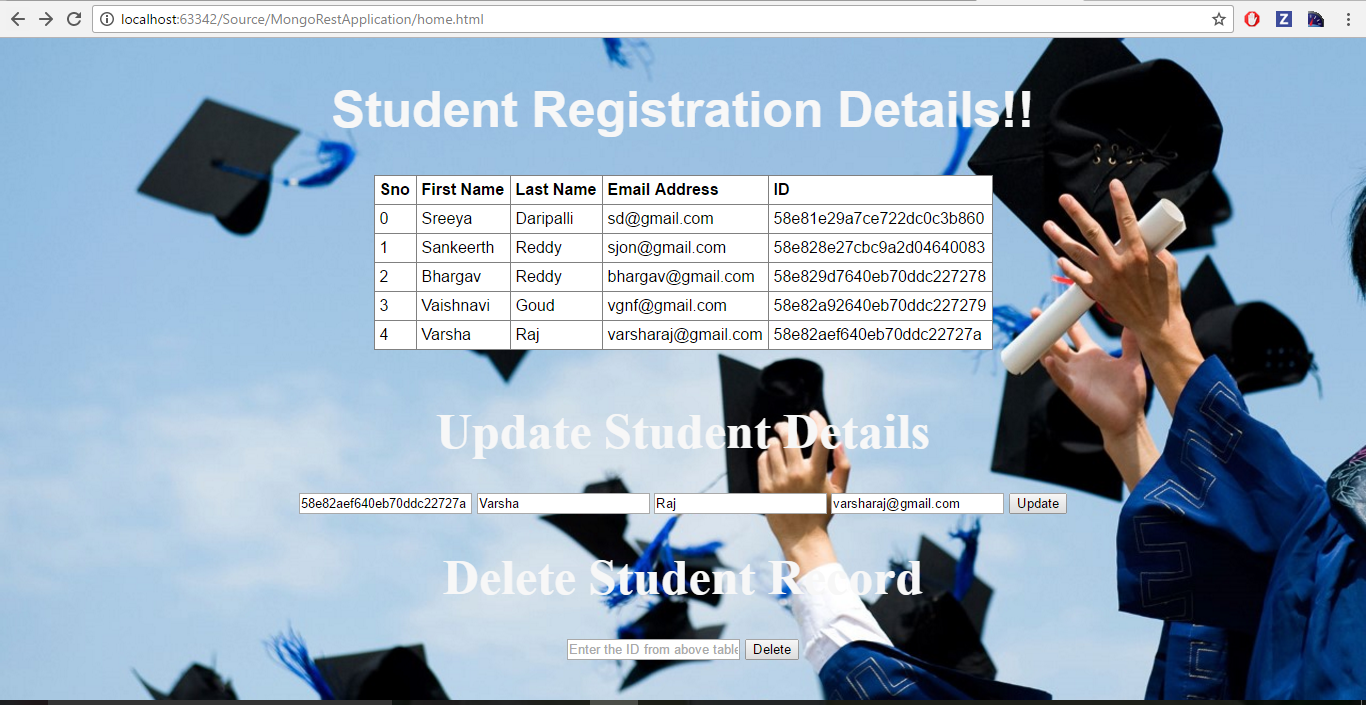 localhost:63342/Source/MongoRestApplication/home.html
Z
Student Registration Details!!
Sno First Name Last Name Email Address ID
0 Sreeya Daripalli sd@gmail.com 58e81e29a7ce722dc0c3b860
1 Sankeerth Reddy sjon@gmail.com 58e828e27cbc9a2d04640083
2 Bhargav Reddy bhargav@gmail.com 58e829d7640eb70ddc227278
3 Vaishnavi Goud vgnf@gmail.com 58e82a92640eb70ddc227279
4 Varsha Raj varsharaj@gmail.com 58e82aef640eb70ddc22727a
Update Student Details
58e82aef640eb70ddc22727a Varsha Raj varsharaj@gmail.com Update
Delete Student Record
Enter the ID from above table Delete